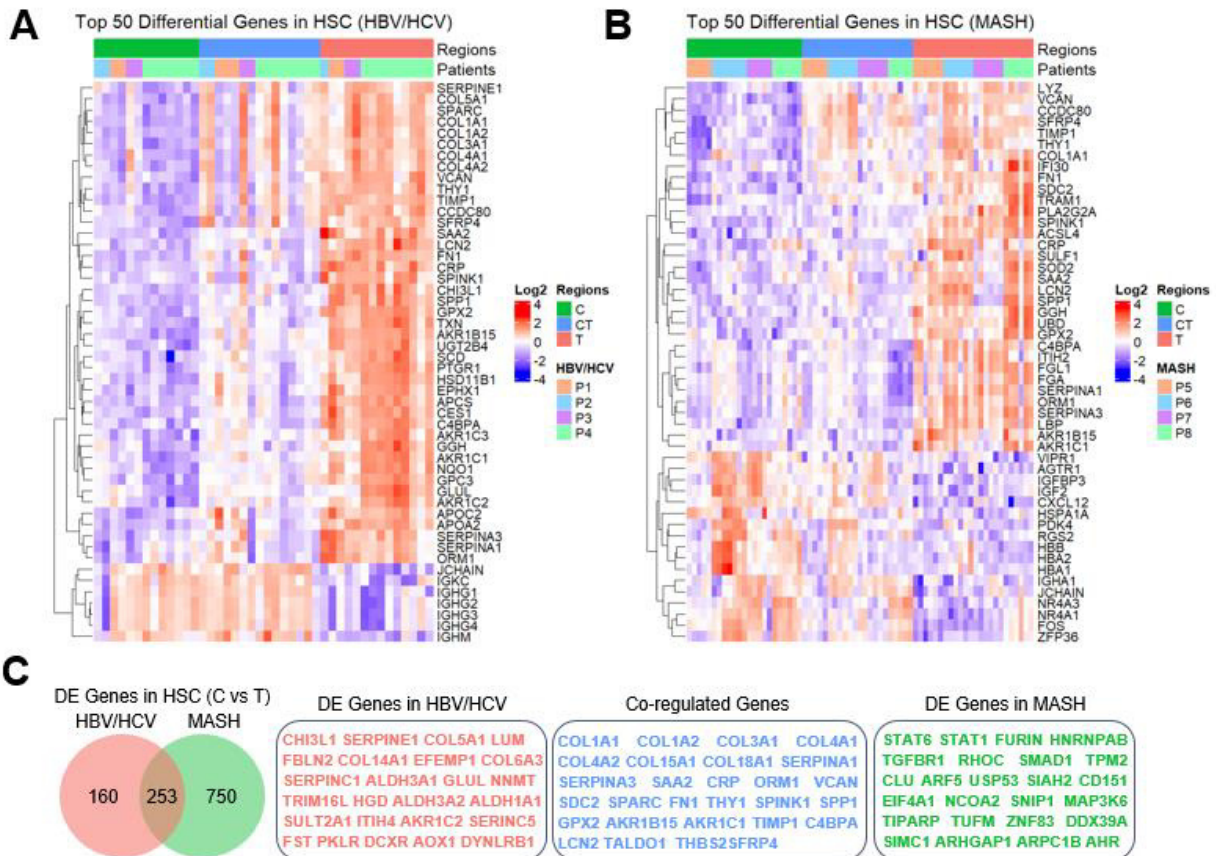 A
Top 50 Differential Genes in HSC (HBV/HCV)
Regions
Patients
SERPINE1
COL5A1
SPARC
COL1A1
COL1A2
COL3A1
COL4A1
COL4A2
VCAN
THY1
TIMP1
CCDC80
SFRP4
SAA2
LCN2
FN1
CRP
SPINK1
CHI3L1
SPP1
GPX2
TXN
AKR1B15
UGT2B4
SCD
PTGR1
HSD11B1
EPHX1
APCS
CES1
C4BPA
AKR1C3
GGH
AKR1C1
NQO1
GPC3
GLUL
AKR1C2
APOC2
APOA2
SERPINA3
SERPINA1
ORM1
JCHAIN
IGKC
IGHG1
IGHG2
IGHG3
IGHG4
IGHM
Log2
4
2
0
-2
-4
Regions
C
CT
T
HBV/HCV
P1
P2
P3
P4
B
Top 50 Differential Genes in HSC (MASH)
Regions
Patients
LYZ
VCAN
CCDC80
SFRP4
TIMP1
THY1
COL1A1
IFI30
FN1
SDC2
TRAM1
PLA2G2A
SPINK1
ACSL4
CRP
SULF1
SOD2
SAA2
LCN2
SPP1
GGH
UBD
GPX2
C4BPA
ITIH2
FGL1
FGA
SERPINA1
ORM1
SERPINA3
LBP
AKR1B15
AKR1C1
VIPR1
AGTR1
IGFBP3
IGF2
CXCL12
HSPA1A
PDK4
RGS2
HBB
HBA2
HBA1
IGHA1
JCHAIN
NR4A3
NR4A1
FOS
ZFP36
Log2
4
2
0
-2
-4
Regions
C
CT
T
MASH
P5
P6
P7
P8
C
DE Genes in HSC (C vs T)
HBV/HCV MASH
160 253 750
DE Genes in HBV/HCV
CHI3L1 SERPINE1 COL5A1 LUM
FBLN2 COL14A1 EFEMP1 COL6A3
SERPINC1 ALDH3A1 GLUL NNMT
TRIM16L HGD ALDH3A2 ALDH1A1
SULT2A1 ITIH4 AKR1C2 SERINC5
FST PKLR DCXR AOX1 DYNLRB1
Co-regulated Genes
COL1A1 COL1A2 COL3A1 COL4A1
COL4A2 COL15A1 COL18A1 SERPINA1
SERPINA3 SAA2 CRP ORM1 VCAN
SDC2 SPARC FN1 THY1 SPINK1 SPP1
GPX2 AKR1B15 AKR1C1 TIMP1 C4BPA
LCN2 TALDO1 THBS2SFRP4
DE Genes in MASH
STAT6 STAT1 FURIN HNRNPAB
TGFBR1 RHOC SMAD1 TPM2
CLU ARF5 USP53 SIAH2 CD151
EIF4A1 NCOA2 SNIP1 MAP3K6
TIPARP TUFM ZNF83 DDX39A
SIMC1 ARHGAP1 ARPC1B AHR